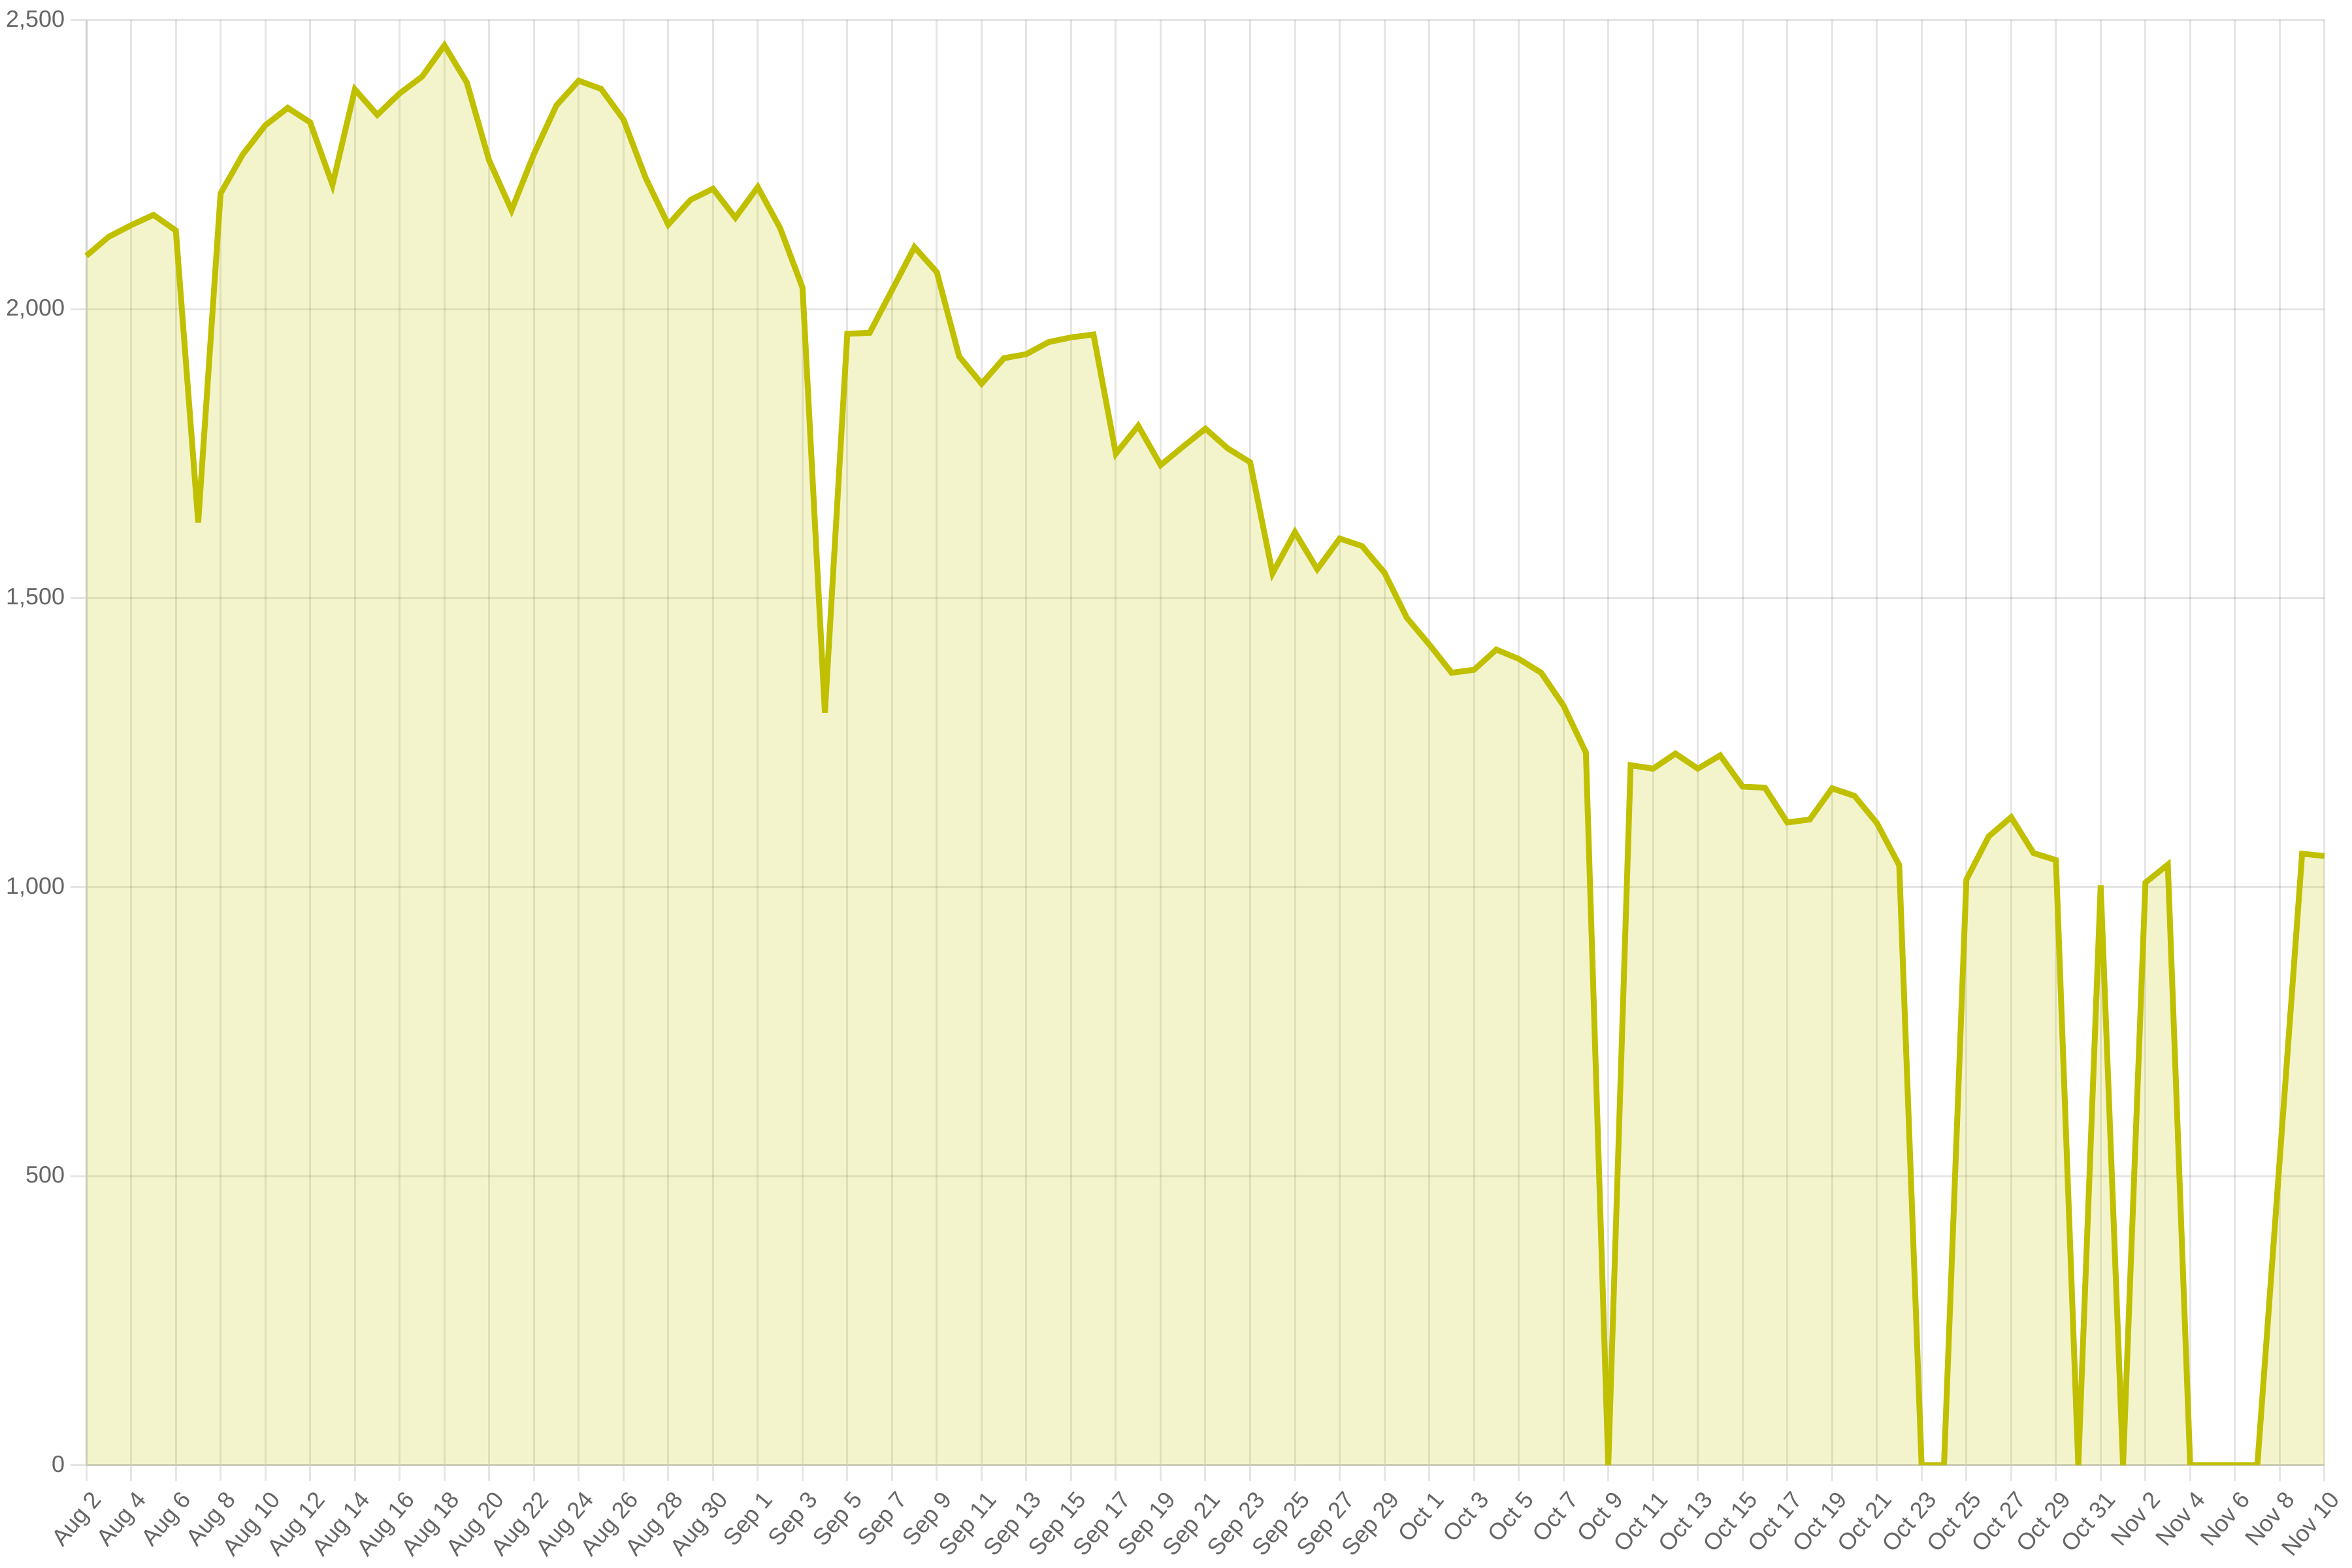 2,500
2,000
1,500
1,000
500
0
Aug 2
Aug 4
Aug 6
Aug 8
Aug 10
Aug 12
Aug 14
Aug 16
Aug 18
Aug 20
Aug 22
Aug 24
Aug 26
Aug 28
Aug 30
Sep 1
Sep 3
Sep 5
Sep 7
Sep 9
Sep 11
Sep 13
Sep 15
Sep 17
Sep 19
Sep 21
Sep 23
Sep 25
Sep 27
Sep 29
Oct 1
Oct 3
Oct 5
Oct 7
Oct 9
Oct 11
Oct 13
Oct 15
Oct 17
Oct 19
Oct 21
Oct 23
Oct 25
Oct 27
Oct 29
Oct 31
Nov 2
Nov 4
Nov 6
Nov 8
Nov 10